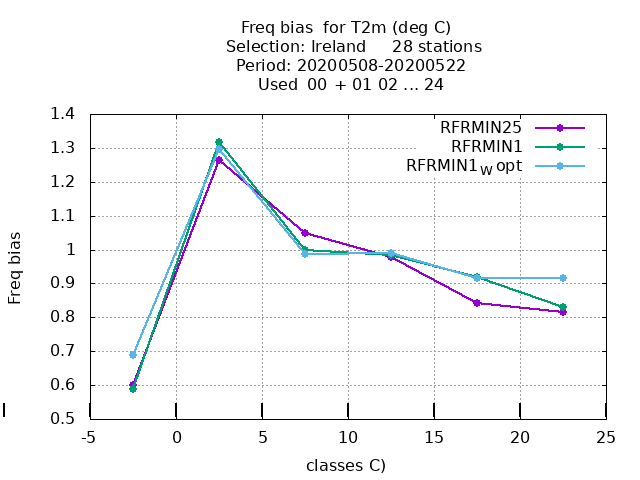 Freq bias for T2m (deg C)
Selection: Ireland 28 stations
Period: 20200508-20200522
Used 00 + 01 02 ... 24
RFRMIN25
RFRMIN1
RFRMIN1W opt
1.4
1.3
1.2
1.1
1
0.9
0.8
0.7
0.6
0.5
Freq bias
-5 0 5 10 15 20 25
classes C)